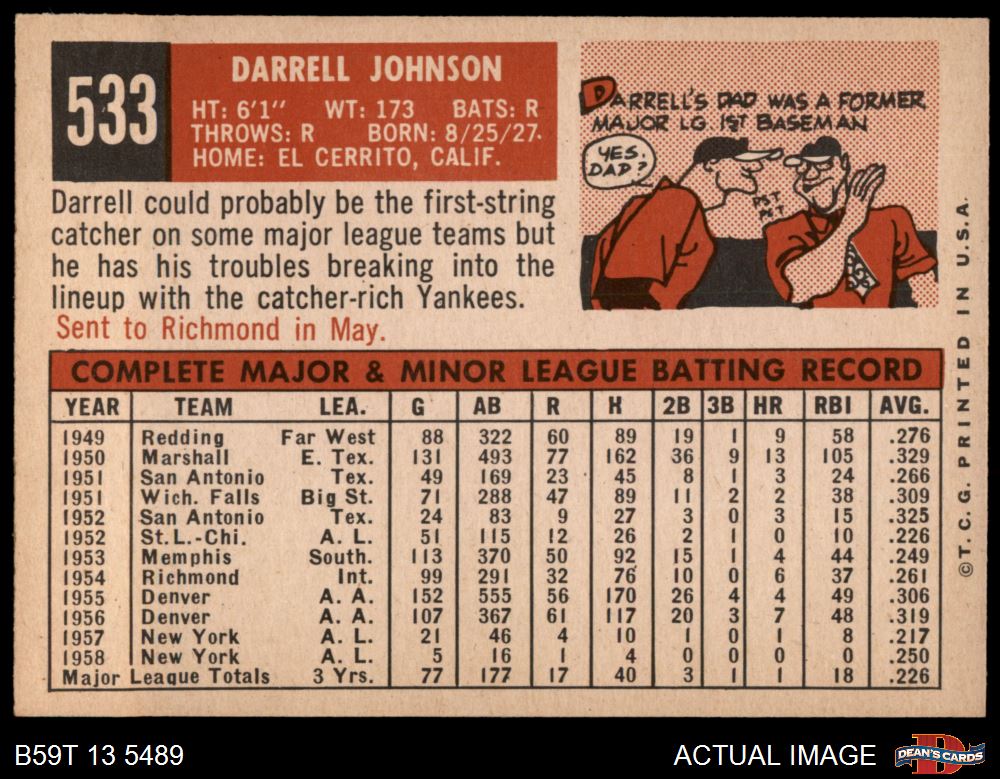 533
DARRELL JOHNSON
HT: 6'1" WT: 173 BATS: R
THROWS: R BORN: 8/25/27.
HOME: EL CERRITO, CALIF.
DARRELL'S DAD WAS A FORMER
MAJOR LG 1ST BASEMAN
YES,
DAD?
Darrell could probably be the first-string
catcher on some major league teams but
he has his troubles breaking into the
lineup with the catcher-rich Yankees.
Sent to Richmond in May.
COMPLETE MAJOR & MINOR LEAGUE BATTING RECORD
YEAR TEAM LEA. G AB R H 2B 3B HR RBI AVG.
1949 Redding Far West 88 322 60 89 19 1 9 58 .276
1950 Marshall E. Tex. 131 493 77 162 36 9 13 105 .329
1951 San Antonio Tex. 49 169 23 45 8 1 3 24 .266
1951 Wich. Falls Big St. 71 288 47 89 11 2 2 38 .309
1952 San Antonio Tex. 24 83 9 27 3 0 3 15 .325
1952 St.L.-Chi. A. L. 51 115 12 26 2 1 0 10 .226
1953 Memphis South. 113 370 50 92 15 1 4 44 .249
1954 Richmond Int. 99 291 32 76 10 0 6 37 .261
1955 Denver A. A. 152 555 56 170 26 4 4 49 .306
1956 Denver A. A. 107 367 61 117 20 3 7 48 .319
1957 New York A. L. 21 46 4 10 1 0 1 8 .217
1958 New York A. L. 5 16 1 4 0 0 0 0 .250
Major League Totals 3 Yrs. 77 177 17 40 3 1 1 18 .226
©T.C.G. PRINTED IN U.S.A.
B59T 13 5489
ACTUAL IMAGE
DEAN'S CARDS